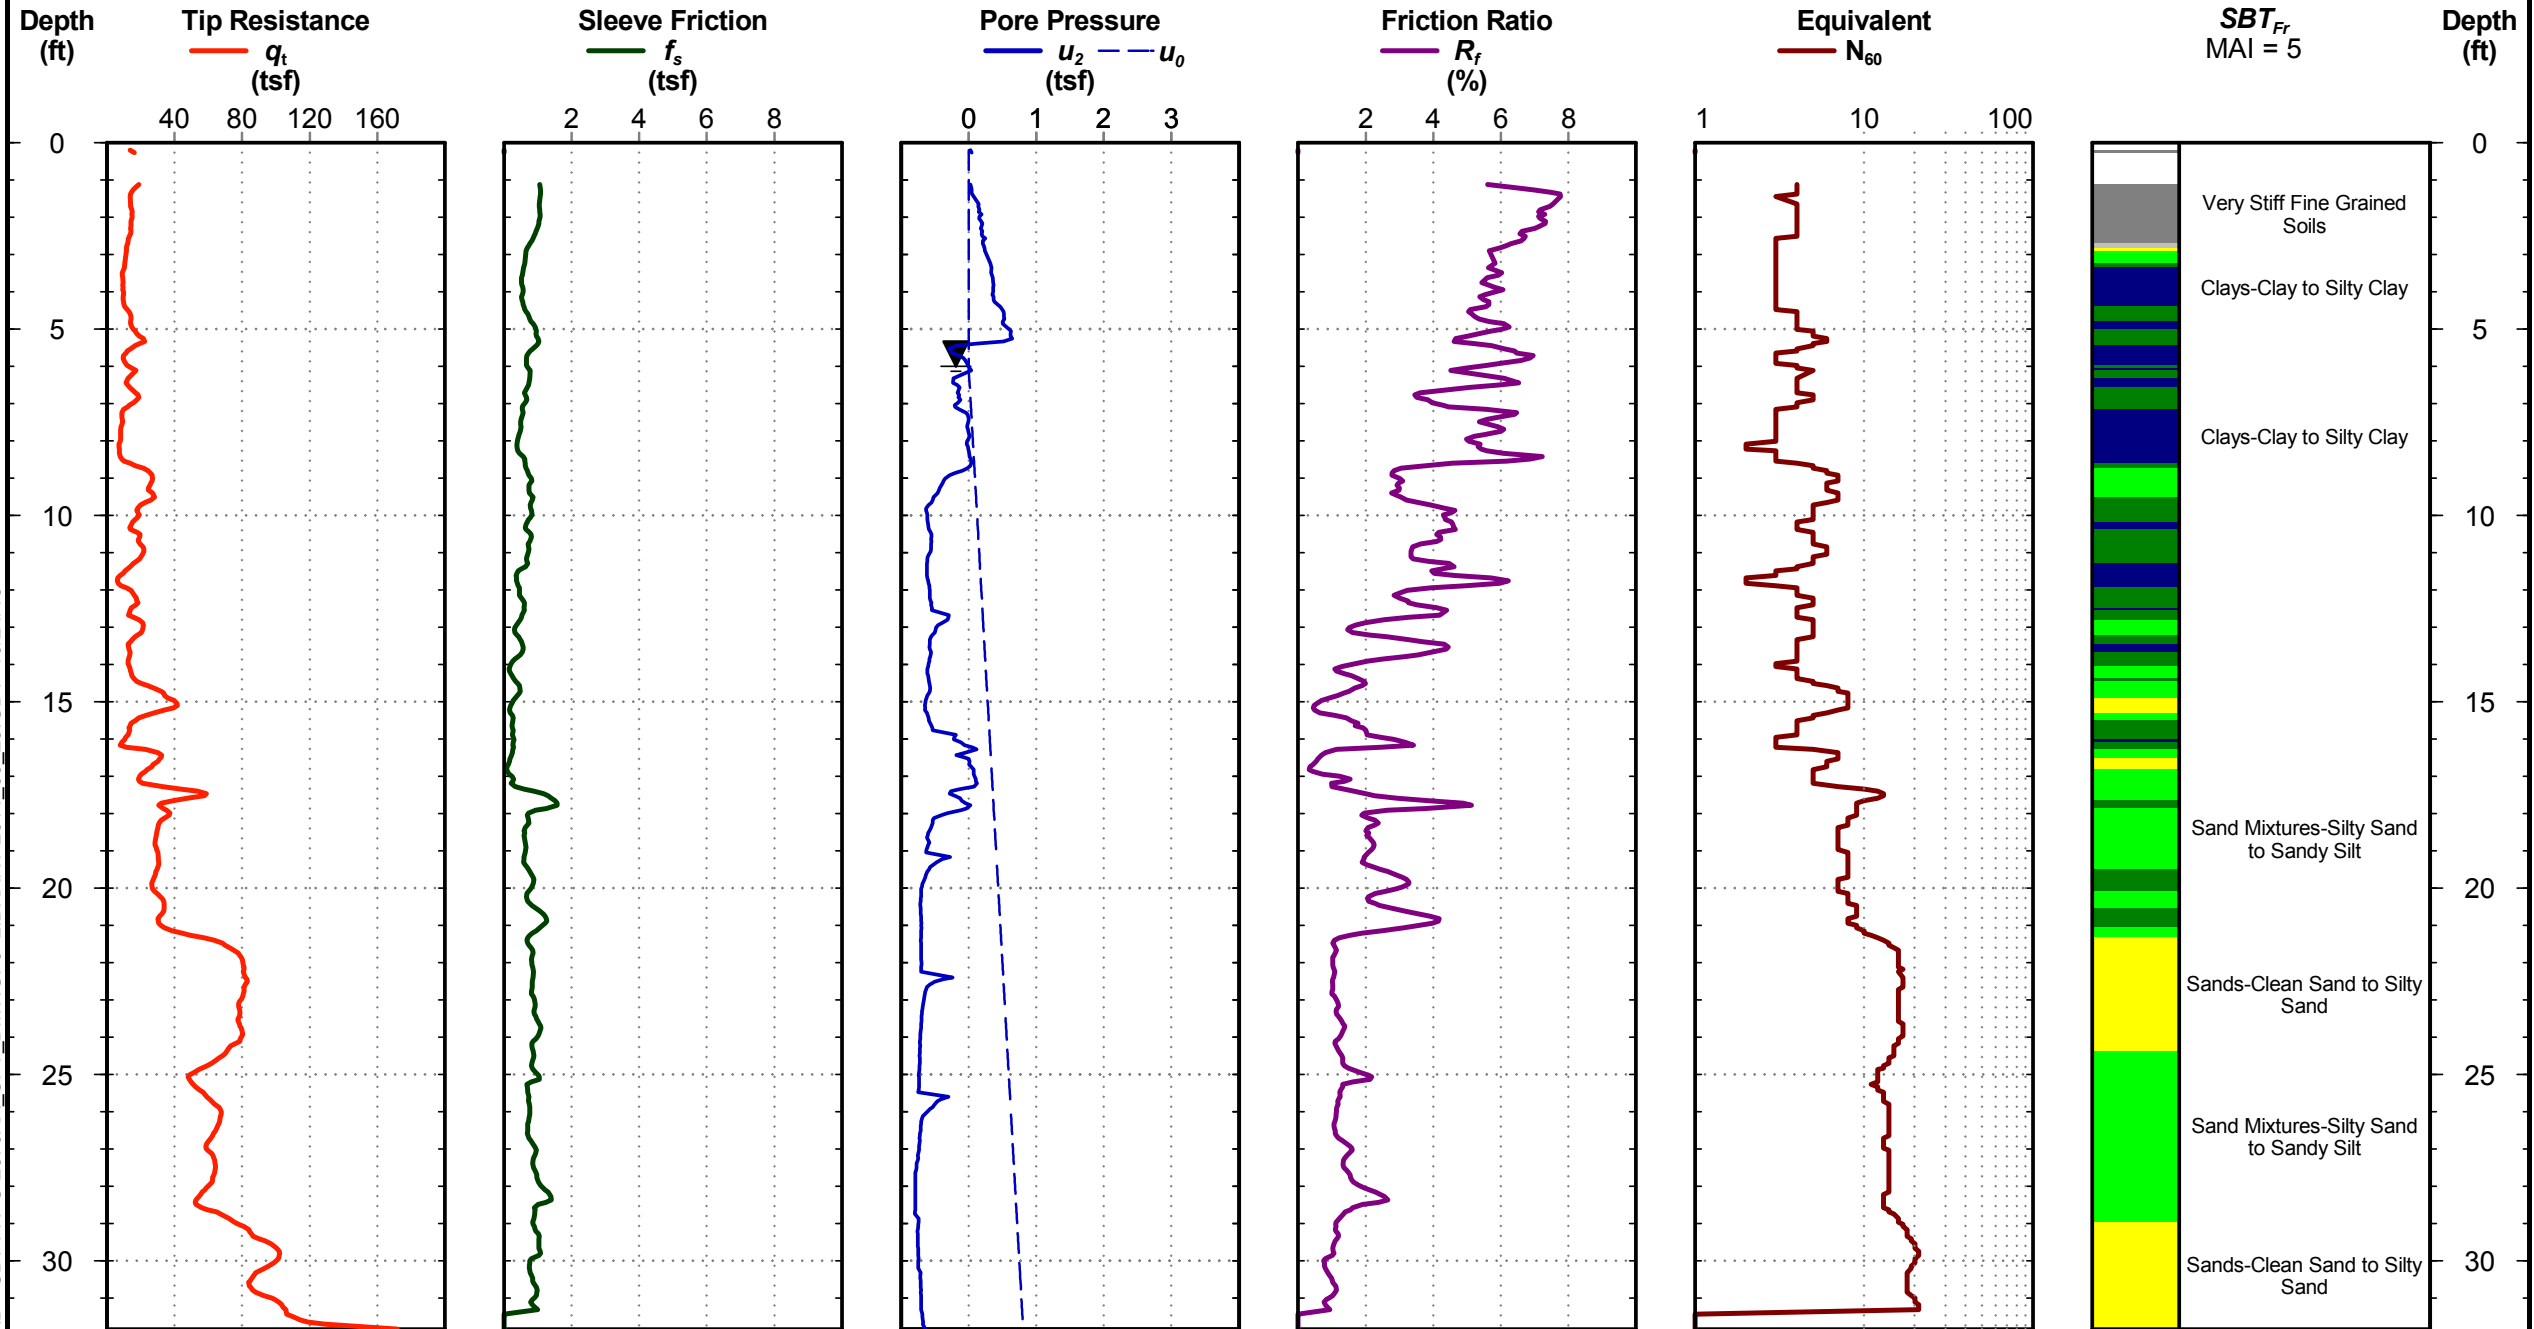 Depth
(ft)
Tip Resistance
qt
(tsf)
Sleeve Friction
fs
(tsf)
Pore Pressure
u2 u0
(tsf)
Friction Ratio
Rf
(%)
Equivalent
N60
SBTFr
MAI = 5
Depth
(ft)
40 80 120 160
2 4 6 8
0 1 2 3
2 4 6 8
1 10 100
0
5
10
15
20
25
30
Very Stiff Fine Grained
Soils
Clays-Clay to Silty Clay
Clays-Clay to Silty Clay
Sand Mixtures-Silty Sand
to Sandy Silt
Sands-Clean Sand to Silty
Sand
Sand Mixtures-Silty Sand
to Sandy Silt
Sands-Clean Sand to Silty
Sand
0
5
10
15
20
25
30